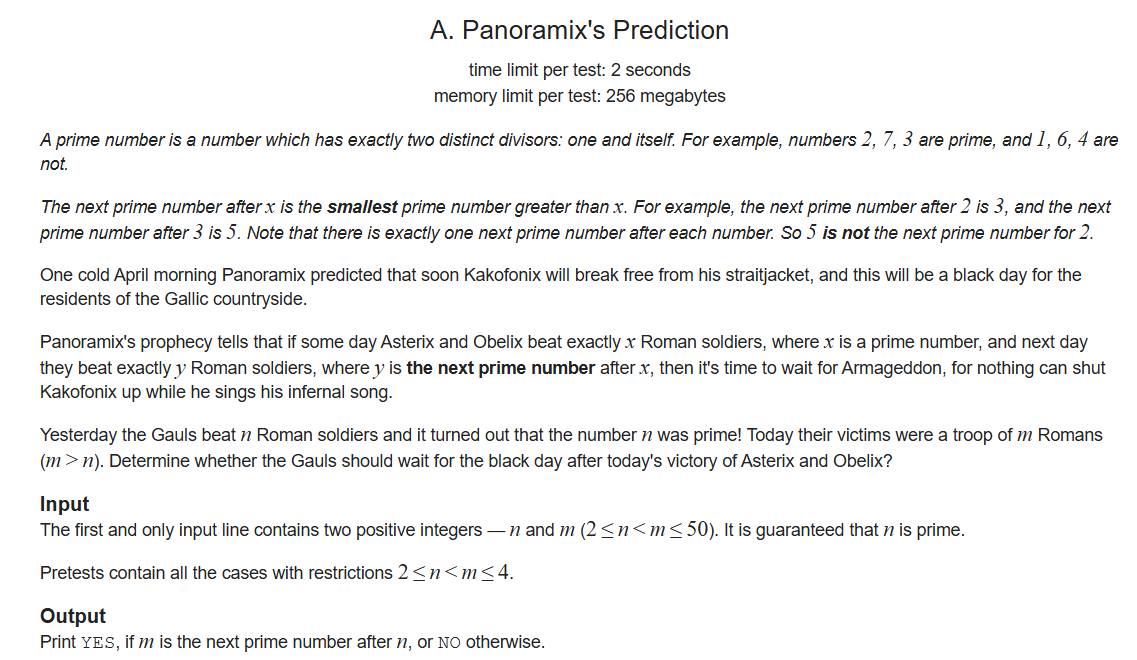 A. Panoramix's Prediction
time limit per test: 2 seconds
memory limit per test: 256 megabytes
A prime number is a number which has exactly two distinct divisors: one and itself. For example, numbers 2, 7, 3 are prime, and 1, 6, 4 are
not.
The next prime number after x is the smallest prime number greater than x. For example, the next prime number after 2 is 3, and the next
prime number after 3 is 5. Note that there is exactly one next prime number after each number. So 5 is not the next prime number for 2.
One cold April morning Panoramix predicted that soon Kakofonix will break free from his straitjacket, and this will be a black day for the
residents of the Gallic countryside.
Panoramix's prophecy tells that if some day Asterix and Obelix beat exactly x Roman soldiers, where x is a prime number, and next day
they beat exactly y Roman soldiers, where y is the next prime number after x, then it's time to wait for Armageddon, for nothing can shut
Kakofonix up while he sings his infernal song.
Yesterday the Gauls beat n Roman soldiers and it turned out that the number n was prime! Today their victims were a troop of m Romans
(m > n). Determine whether the Gauls should wait for the black day after today's victory of Asterix and Obelix?
Input
The first and only input line contains two positive integers — n and m (2 ≤ n < m ≤ 50). It is guaranteed that n is prime.
Pretests contain all the cases with restrictions 2 ≤ n < m ≤ 4.
Output
Print YES, if m is the next prime number after n, or NO otherwise.